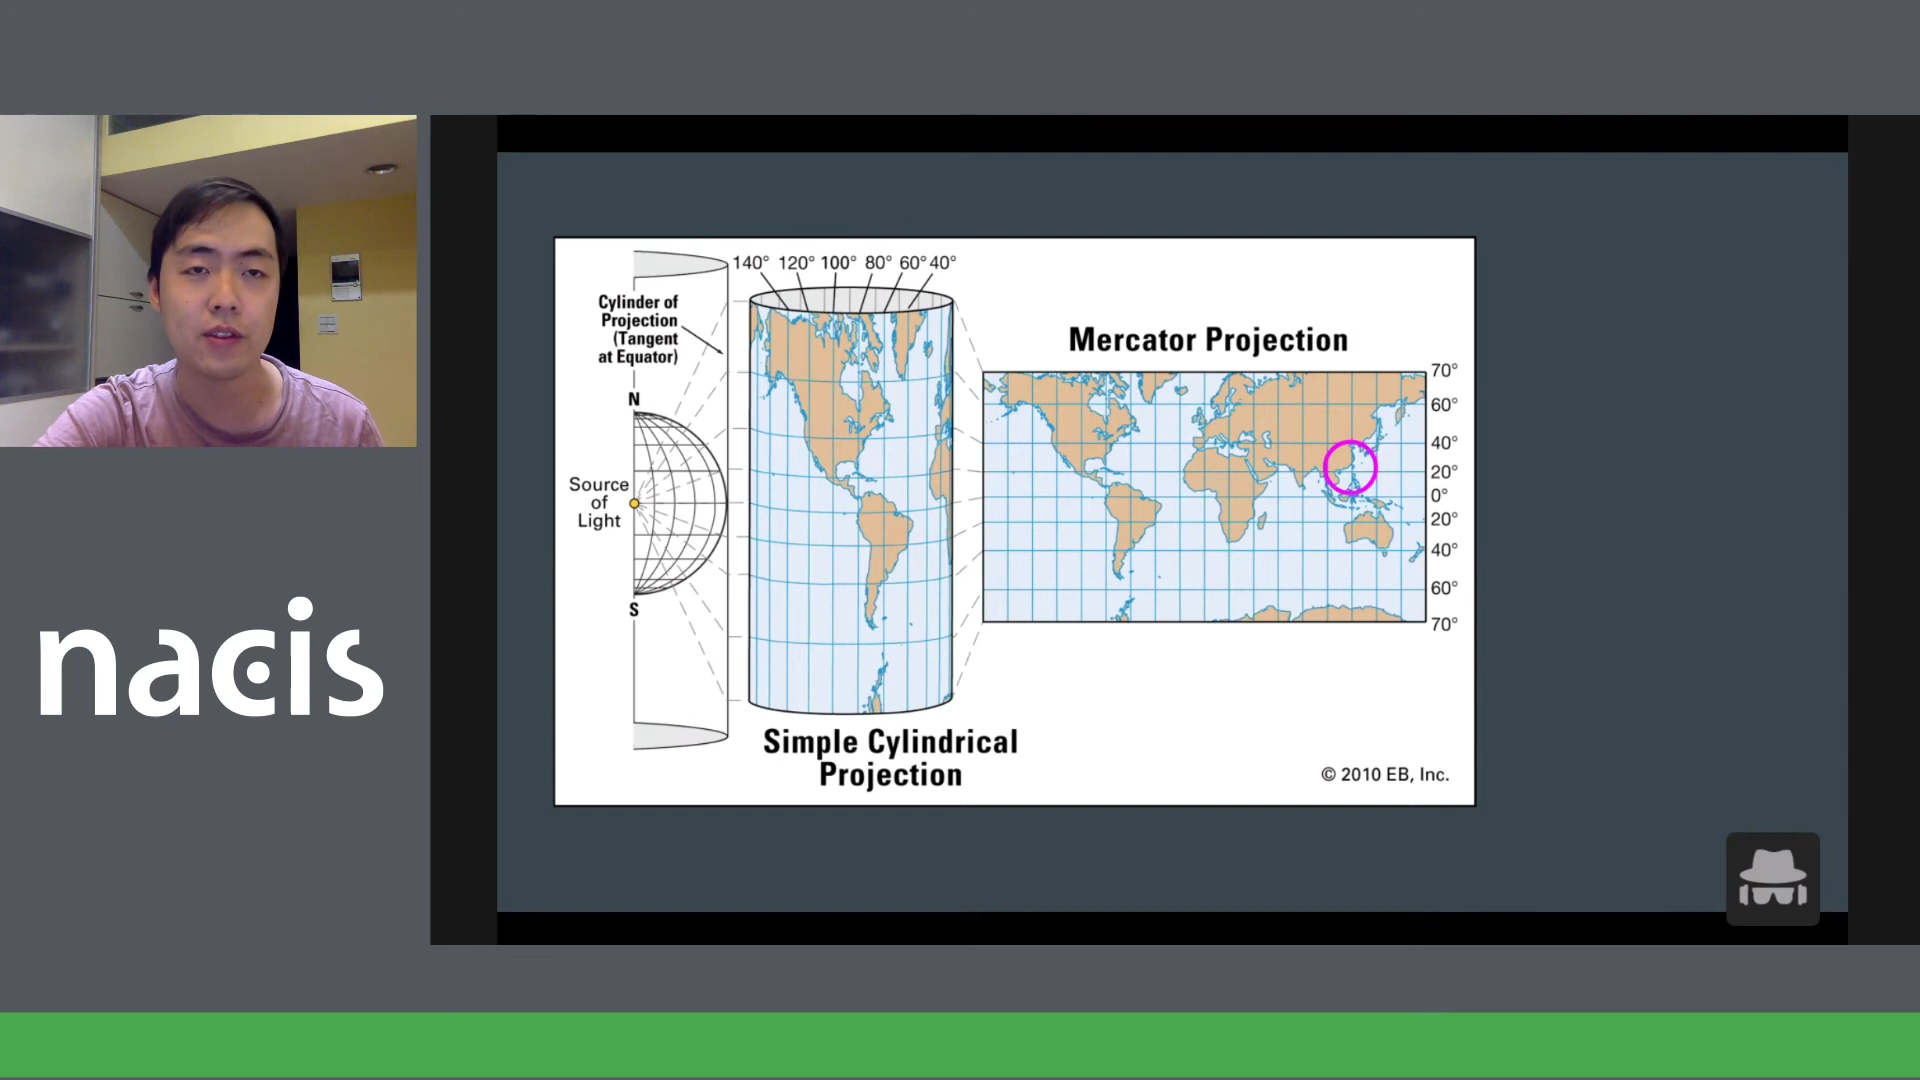 nacis
140° 120° 100° 80° 60° 40°
Cylinder of
Projection
(Tangent
at Equator)
N
Source
of
Light
S
Simple Cylindrical
Projection
Mercator Projection
70°
60°
40°
20°
0°
20°
40°
60°
70°
© 2010 EB, Inc.